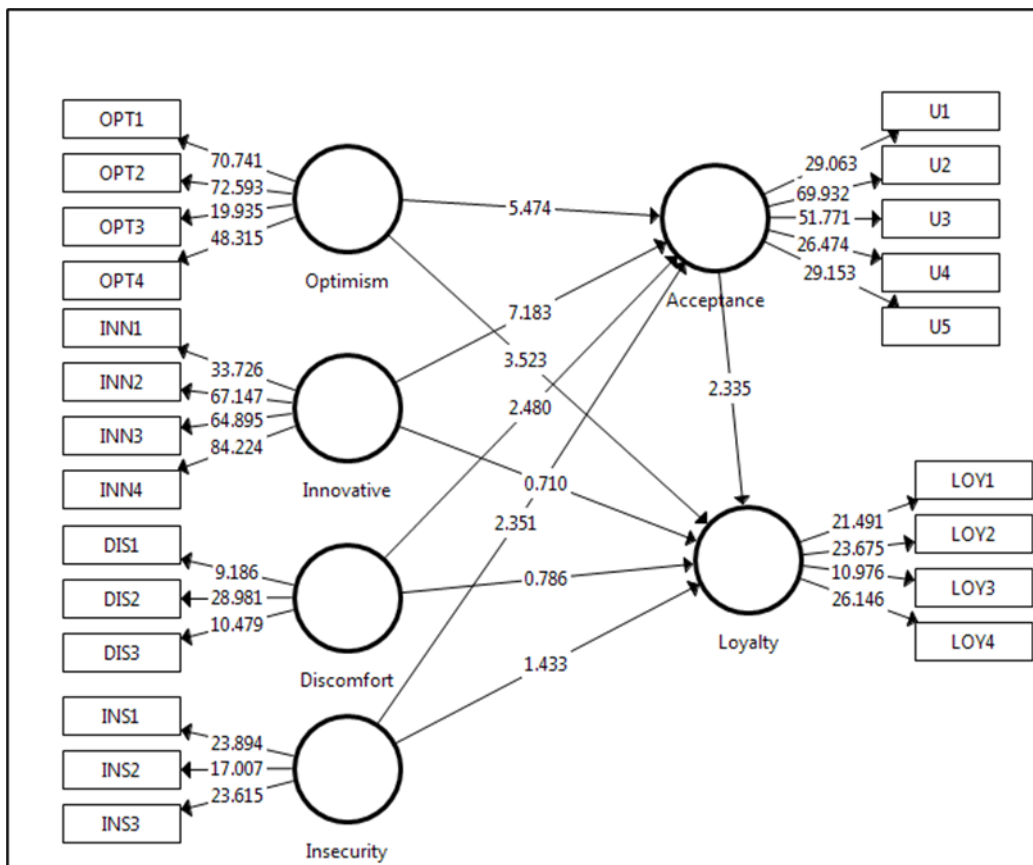 OPT1
OPT2
OPT3
OPT4
70.741
72.593
19.935
48.315
Optimism
INN1
INN2
INN3
INN4
33.726
67.147
64.895
84.224
Innovative
DIS1
DIS2
DIS3
9.186
28.981
10.479
Discomfort
INS1
INS2
INS3
23.894
17.007
23.615
Insecurity
5.474
7.183
3.523
2.480
0.710
2.351
0.786
1.433
2.335
Acceptance
29.063
69.932
51.771
26.474
29.153
U1
U2
U3
U4
U5
Loyalty
21.491
23.675
10.976
26.146
LOY1
LOY2
LOY3
LOY4